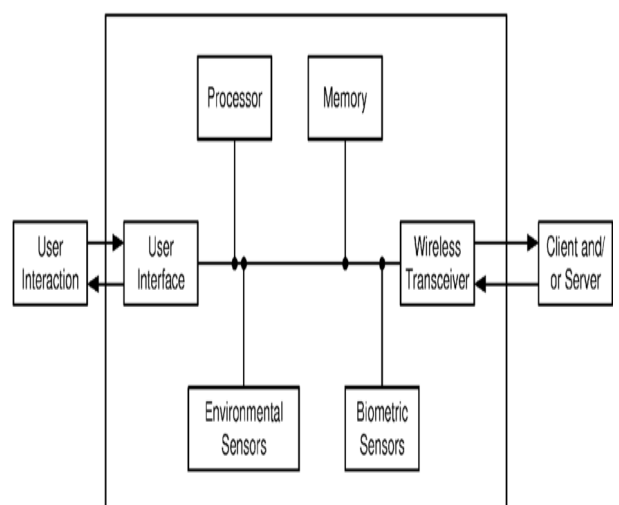 Processor
Memory
User
Interaction
User
Interface
Wireless
Transceiver
Client and/
or Server
Environmental
Sensors
Biometric
Sensors